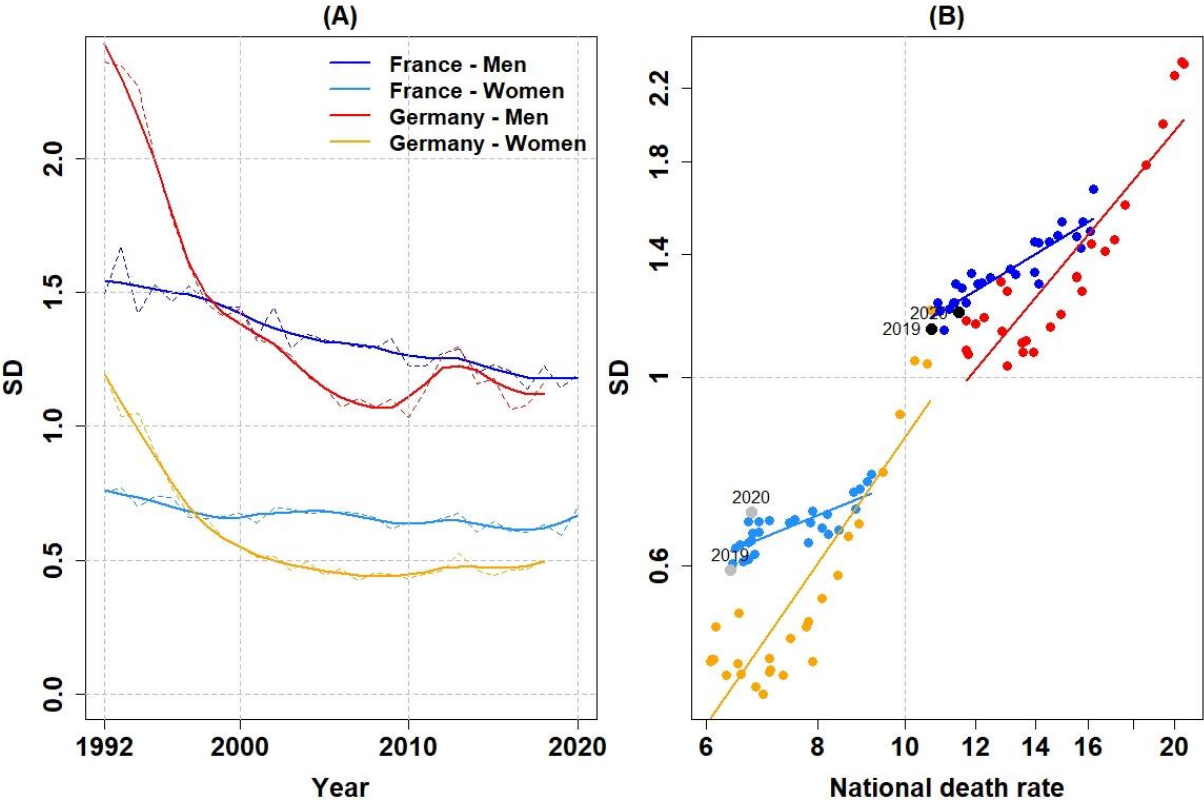 (A)
SD
2.0
1.5
1.0
0.5
0.0
France - Men
France - Women
Germany - Men
Germany - Women
1992 2000 2010 2020
Year
(B)
SD
2.2
1.8
1.4
1
0.6
2020
2019
2020
2019
6 8 10 12 14 16 20
National death rate